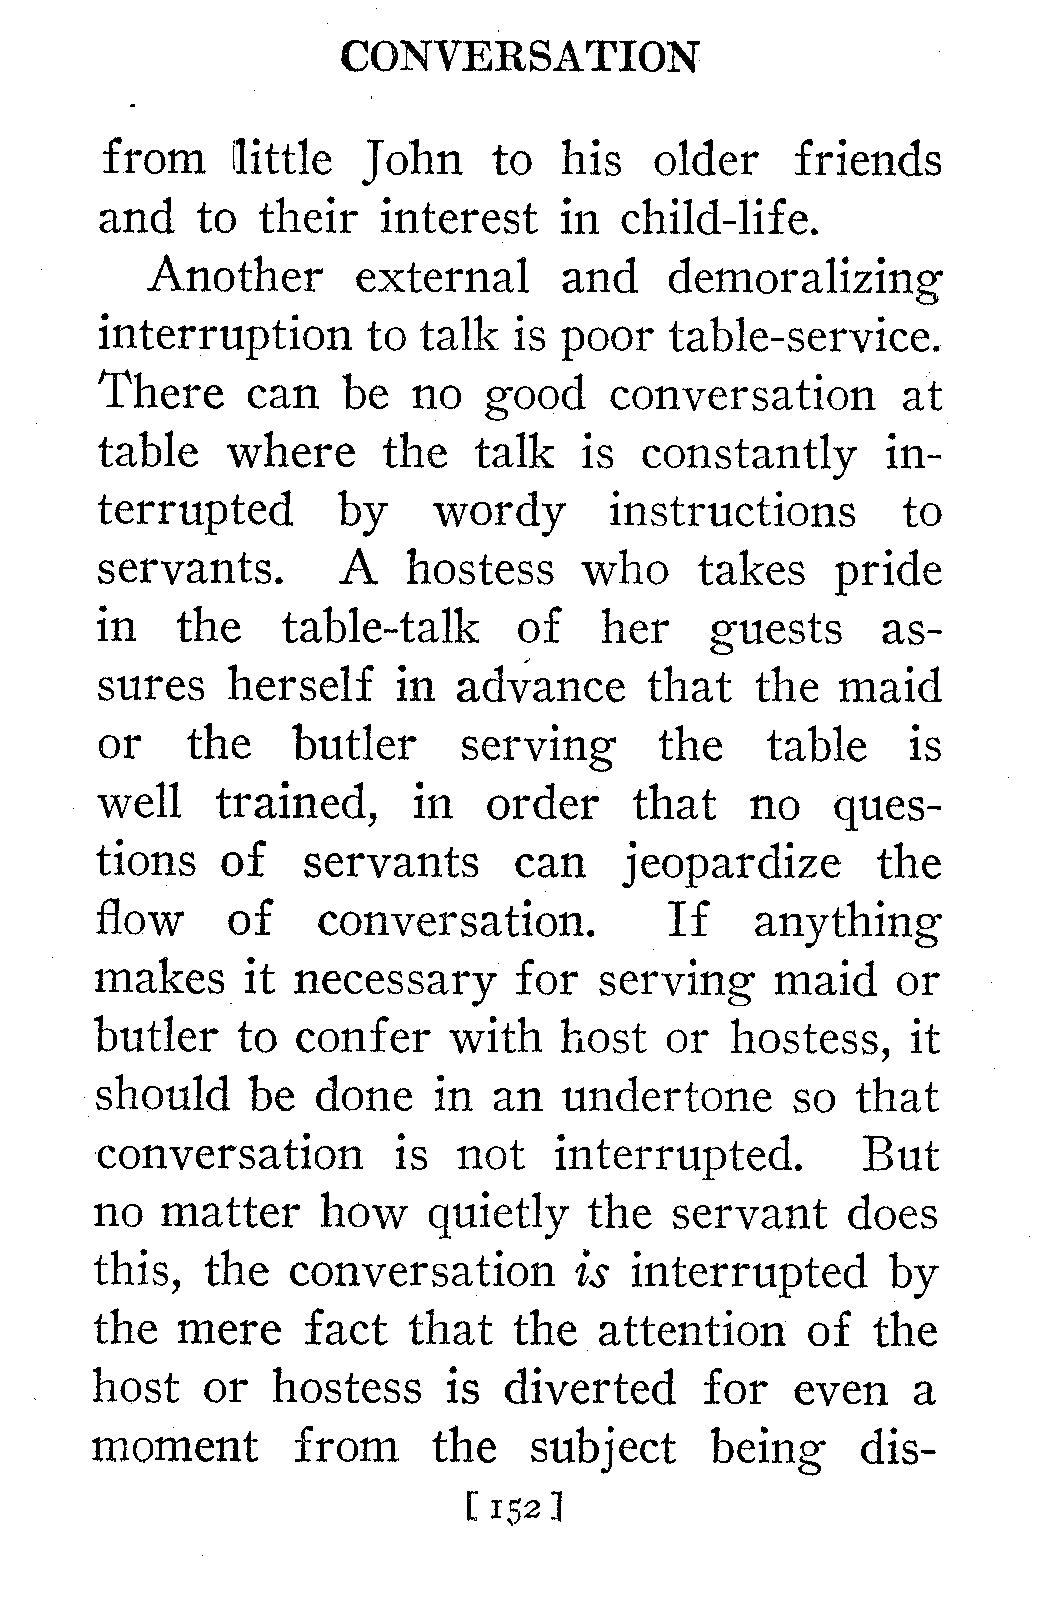 CONVERSATION
from little John to his older friends
and to their interest in child-life.
Another external and demoralizing
interruption to talk is poor table-service.
There can be no good conversation at
table where the talk is constantly in-
terrupted by wordy instructions to
servants. A hostess who takes pride
in the table-talk of her guests as-
sures herself in advance that the maid
or the butler serving the table is
well trained, in order that no ques-
tions of servants can jeopardize the
flow of conversation. If anything
makes it necessary for serving maid or
butler to confer with host or hostess, it
should be done in an undertone so that
conversation is not interrupted. But
no matter how quietly the servant does
this, the conversation is interrupted by
the mere fact that the attention of the
host or hostess is diverted for even a
moment from the subject being dis-
[152]